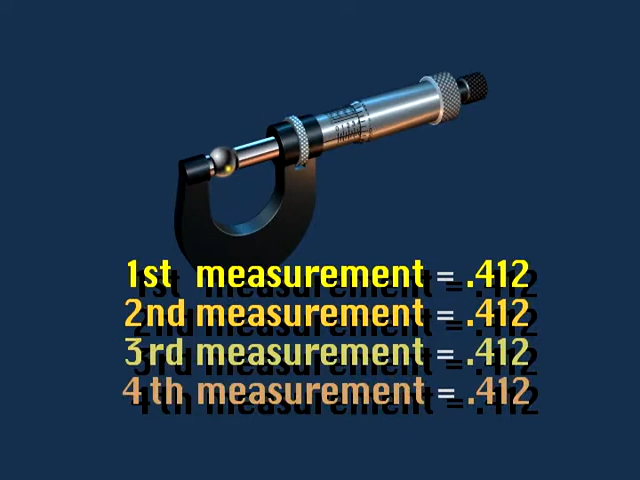 1st measurement = .412
2nd measurement = .412
3rd measurement = .412
4th measurement = .412